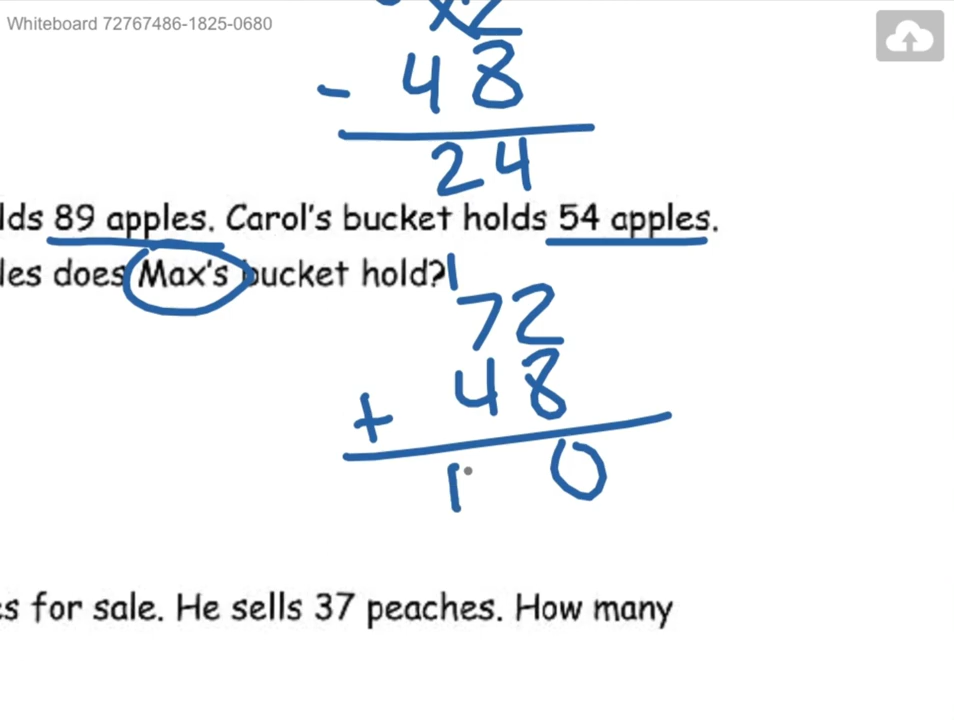 Whiteboard 72767486-1825-0680
- 48
24
lds 89 apples. Carol's bucket holds 54 apples.
les does Max's bucket hold?
1
72
+ 48
1 0
s for sale. He sells 37 peaches. How many